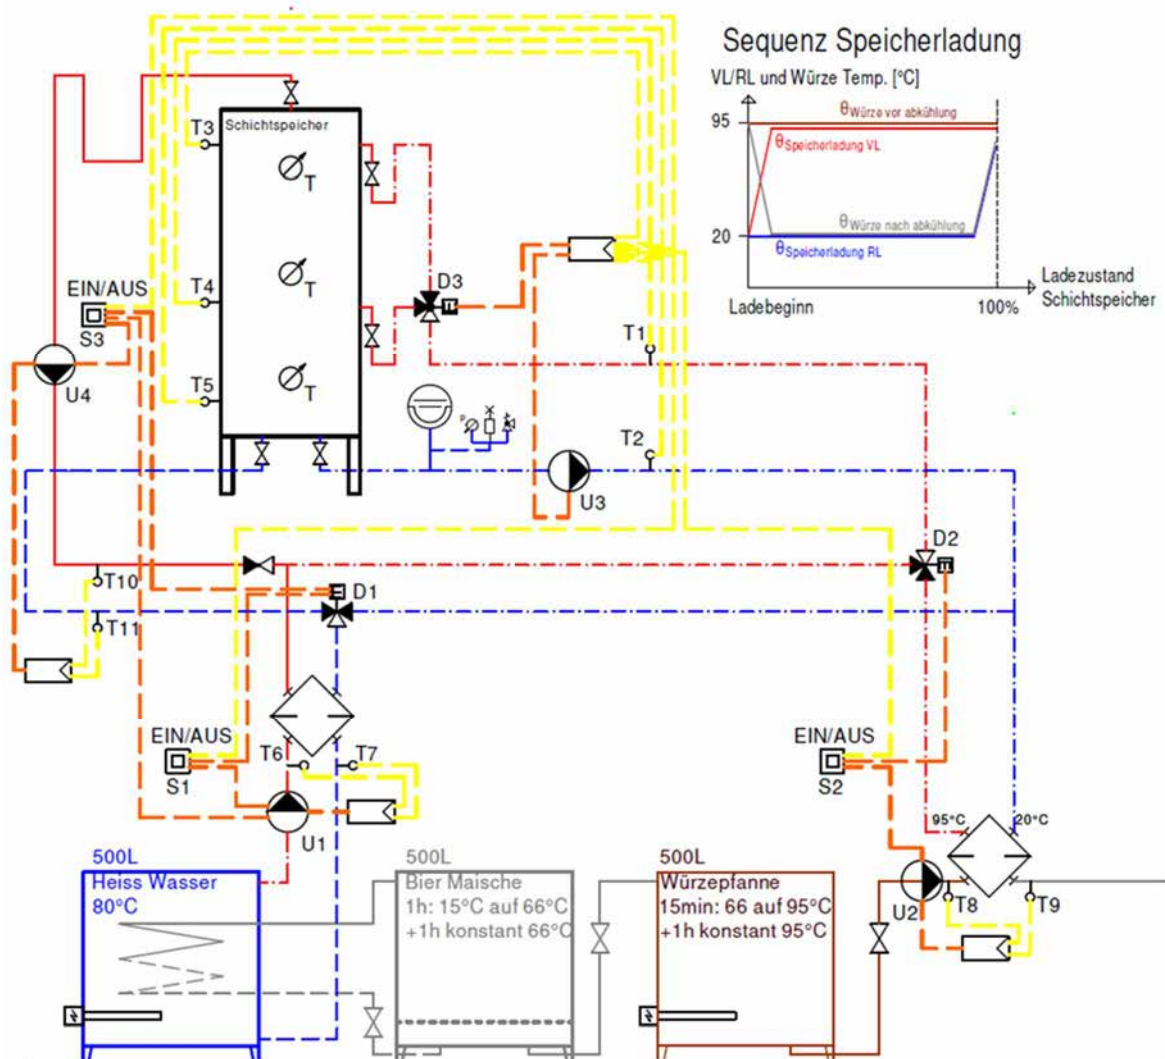 Sequenz Speicherladung
VL/RL und Würze Temp. [°C]
95
θWürze vor abkühlung
θSpeicherladung VL
θWürze nach abkühlung
20
θSpeicherladung RL
Ladebeginn
100%
Ladezustand
Schichtspeicher
T3
Schichtspeicher
T
T4
T
D3
EIN/AUS
S3
T1
U4
T5
T
P
T2
U3
D2
T10
D1
T11
EIN/AUS
S1
T6
T7
EIN/AUS
S2
U1
95°C
20°C
500L
Heiss Wasser
80°C
500L
Bier Maische
1h: 15°C auf 66°C
+1h konstant 66°C
500L
Würzepfanne
15min: 66 auf 95°C
+1h konstant 95°C
U2
T8
T9